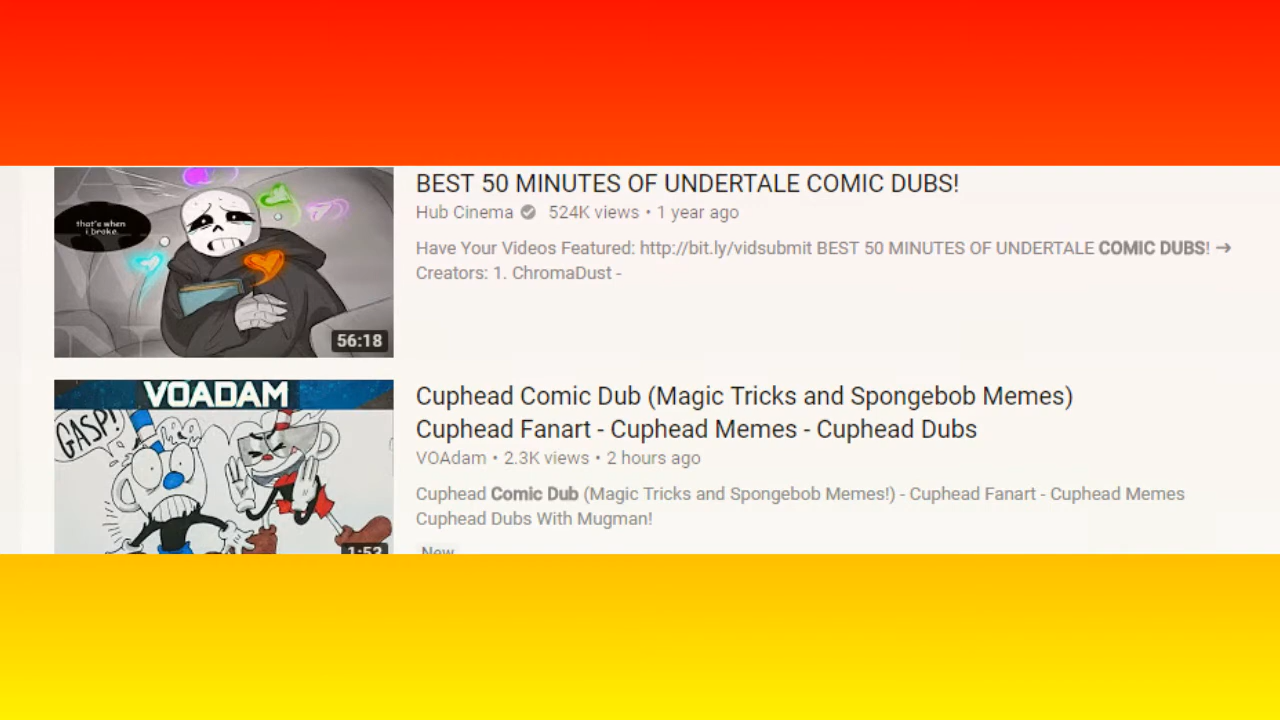 that's when
i broke.
56:18
BEST 50 MINUTES OF UNDERTALE COMIC DUBS!
Hub Cinema 524K views • 1 year ago
Have Your Videos Featured: http://bit.ly/vidsubmit BEST 50 MINUTES OF UNDERTALE COMIC DUBS! →
Creators: 1. ChromaDust -
VOADAM
GASP!
1:53
Cuphead Comic Dub (Magic Tricks and Spongebob Memes)
Cuphead Fanart - Cuphead Memes - Cuphead Dubs
VOAdam • 2.3K views • 2 hours ago
Cuphead Comic Dub (Magic Tricks and Spongebob Memes!) - Cuphead Fanart - Cuphead Memes
Cuphead Dubs With Mugman!
New